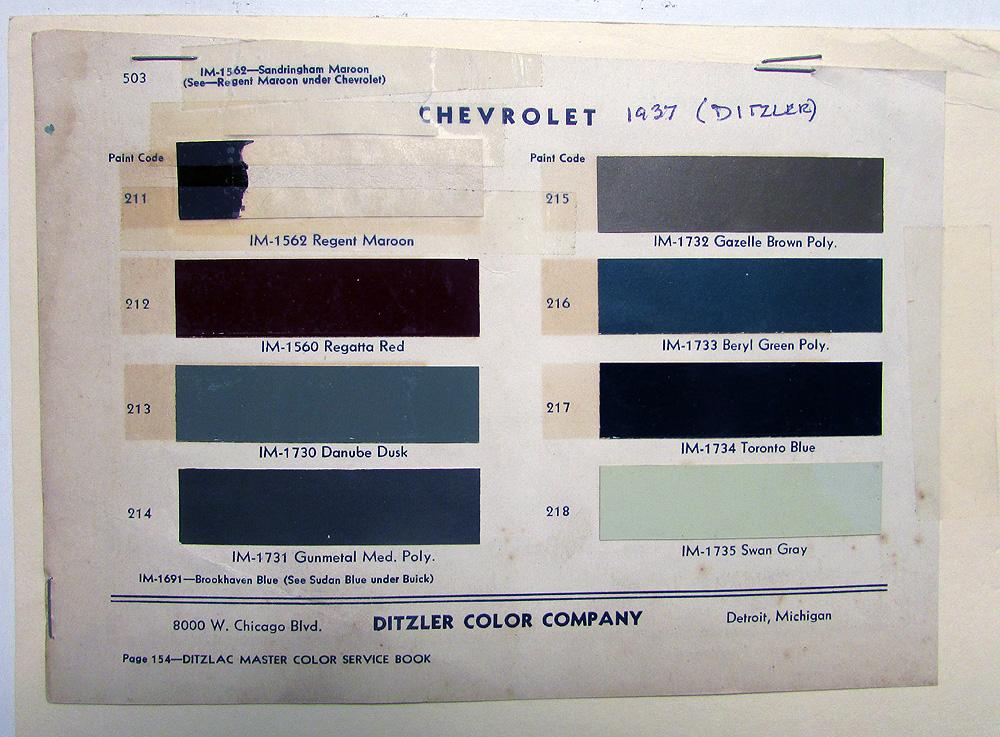 503
IM-1562—Sandringham Maroon
(See—Regent Maroon under Chevrolet)
CHEVROLET 1937 (DITZLER)
Paint Code
211
IM-1562 Regent Maroon
212
IM-1560 Regatta Red
213
IM-1730 Danube Dusk
214
IM-1731 Gunmetal Med. Poly.
Paint Code
215
IM-1732 Gazelle Brown Poly.
216
IM-1733 Beryl Green Poly.
217
IM-1734 Toronto Blue
218
IM-1735 Swan Gray
IM-1691—Brookhaven Blue (See Sudan Blue under Buick)
8000 W. Chicago Blvd. DITZLER COLOR COMPANY Detroit, Michigan
Page 154—DITZLAC MASTER COLOR SERVICE BOOK